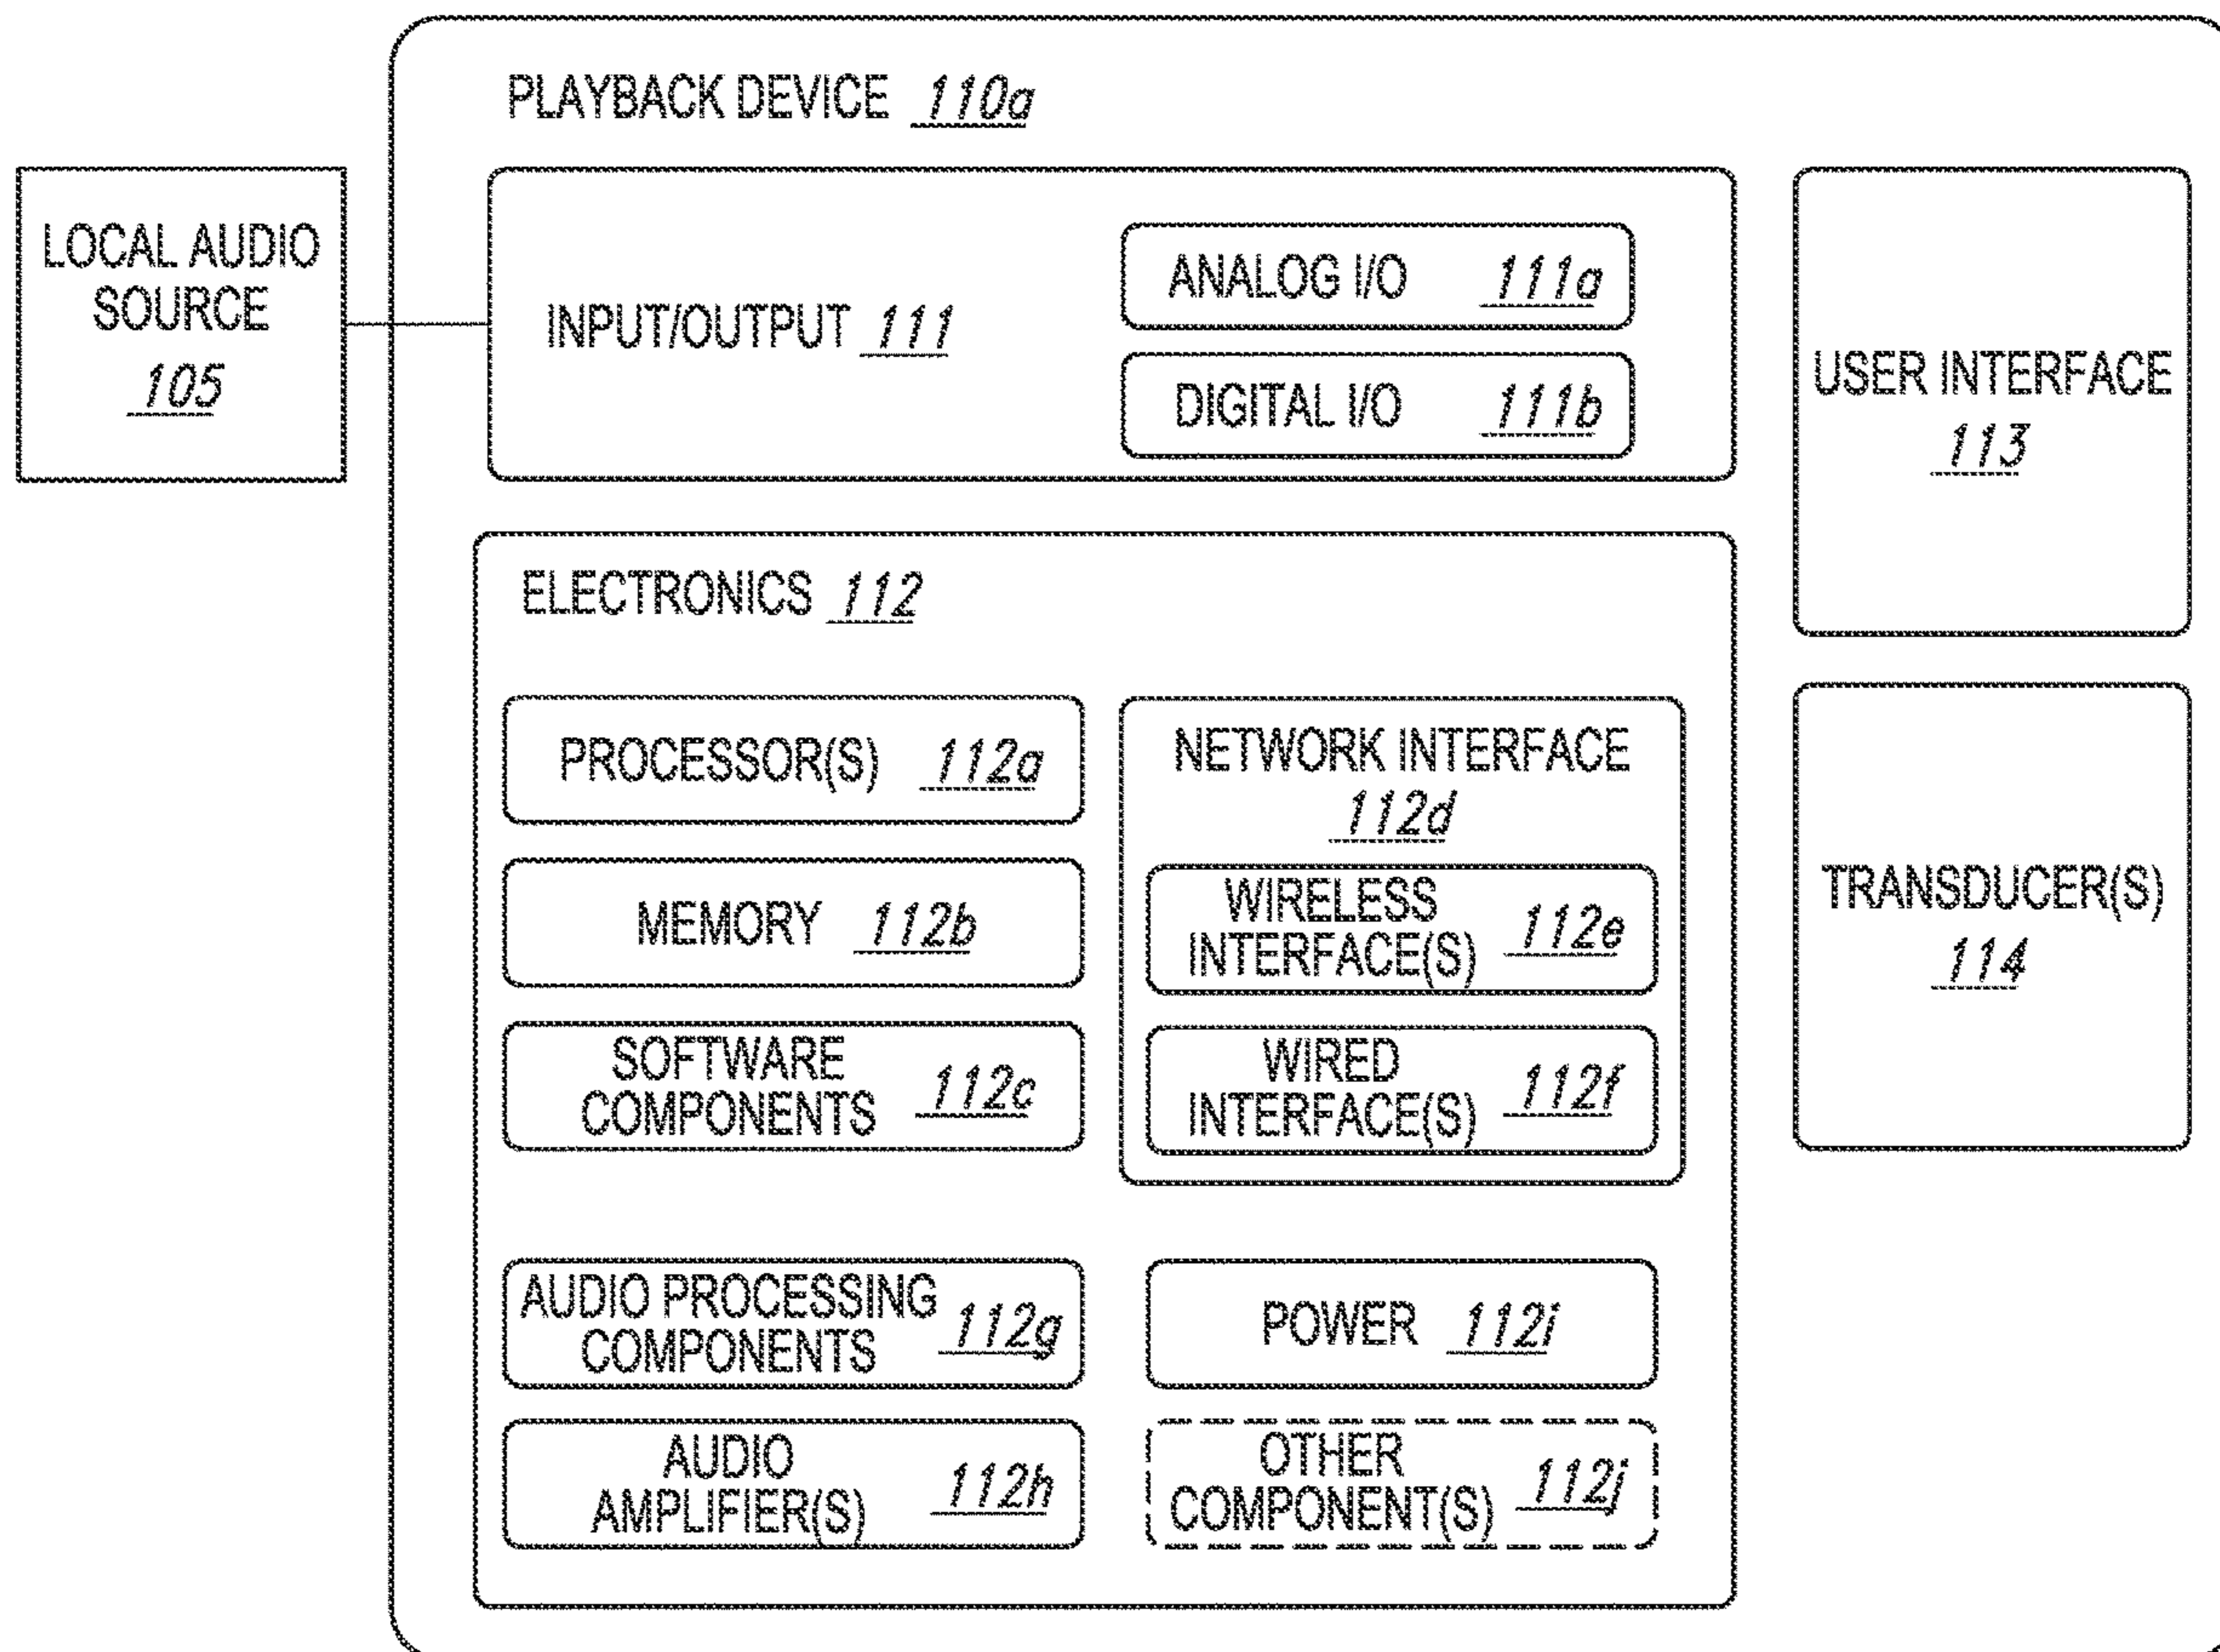 PLAYBACK DEVICE 110a
LOCAL AUDIO
SOURCE
105
INPUT/OUTPUT 111
ANALOG I/O 111a
DIGITAL I/O 111b
USER INTERFACE
113
ELECTRONICS 112
PROCESSOR(S) 112a
MEMORY 112b
SOFTWARE
COMPONENTS 112c
NETWORK INTERFACE
112d
WIRELESS
INTERFACE(S) 112e
WIRED
INTERFACE(S) 112f
TRANSDUCER(S)
114
AUDIO PROCESSING
COMPONENTS 112g
POWER 112i
AUDIO
AMPLIFIER(S) 112h
OTHER
COMPONENT(S) 112j